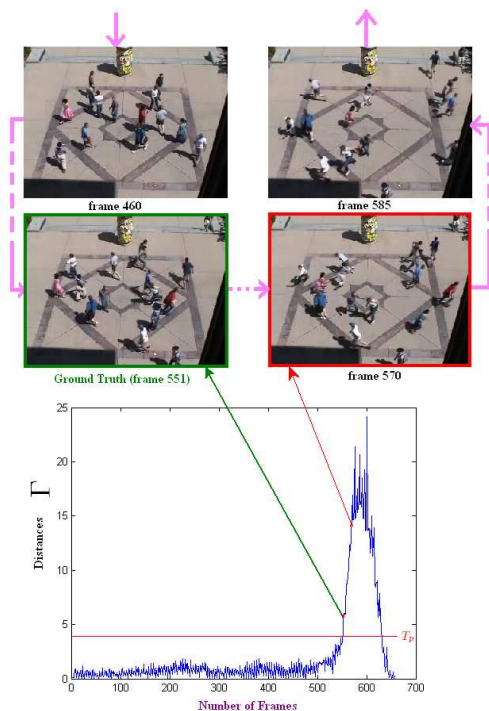 frame 460
frame 585
Ground Truth (frame 551)
frame 570
25
20
15
10
5
0
Distances Γ
T_p
0 100 200 300 400 500 600 700
Number of Frames